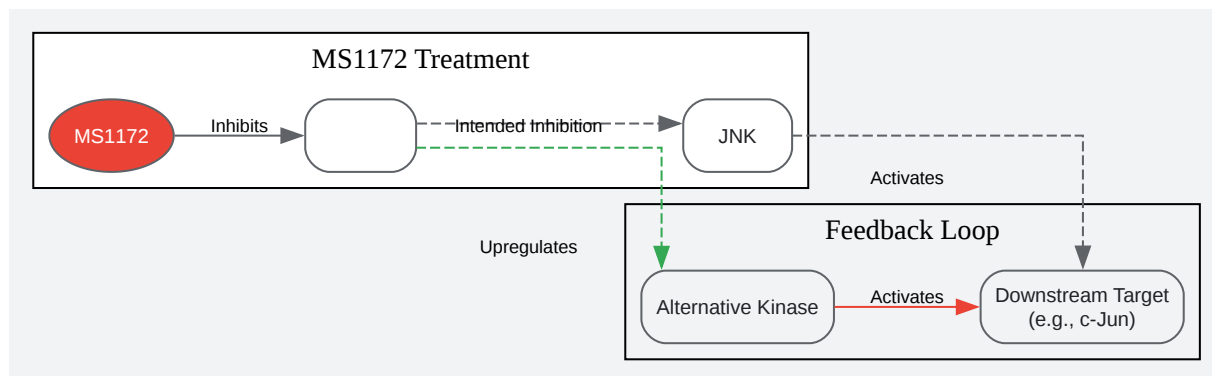 MS1172 Treatment
MS1172
Inhibits
Intended Inhibition
JNK
Activates
Upregulates
Feedback Loop
Alternative Kinase
Activates
Downstream Target
(e.g., c-Jun)